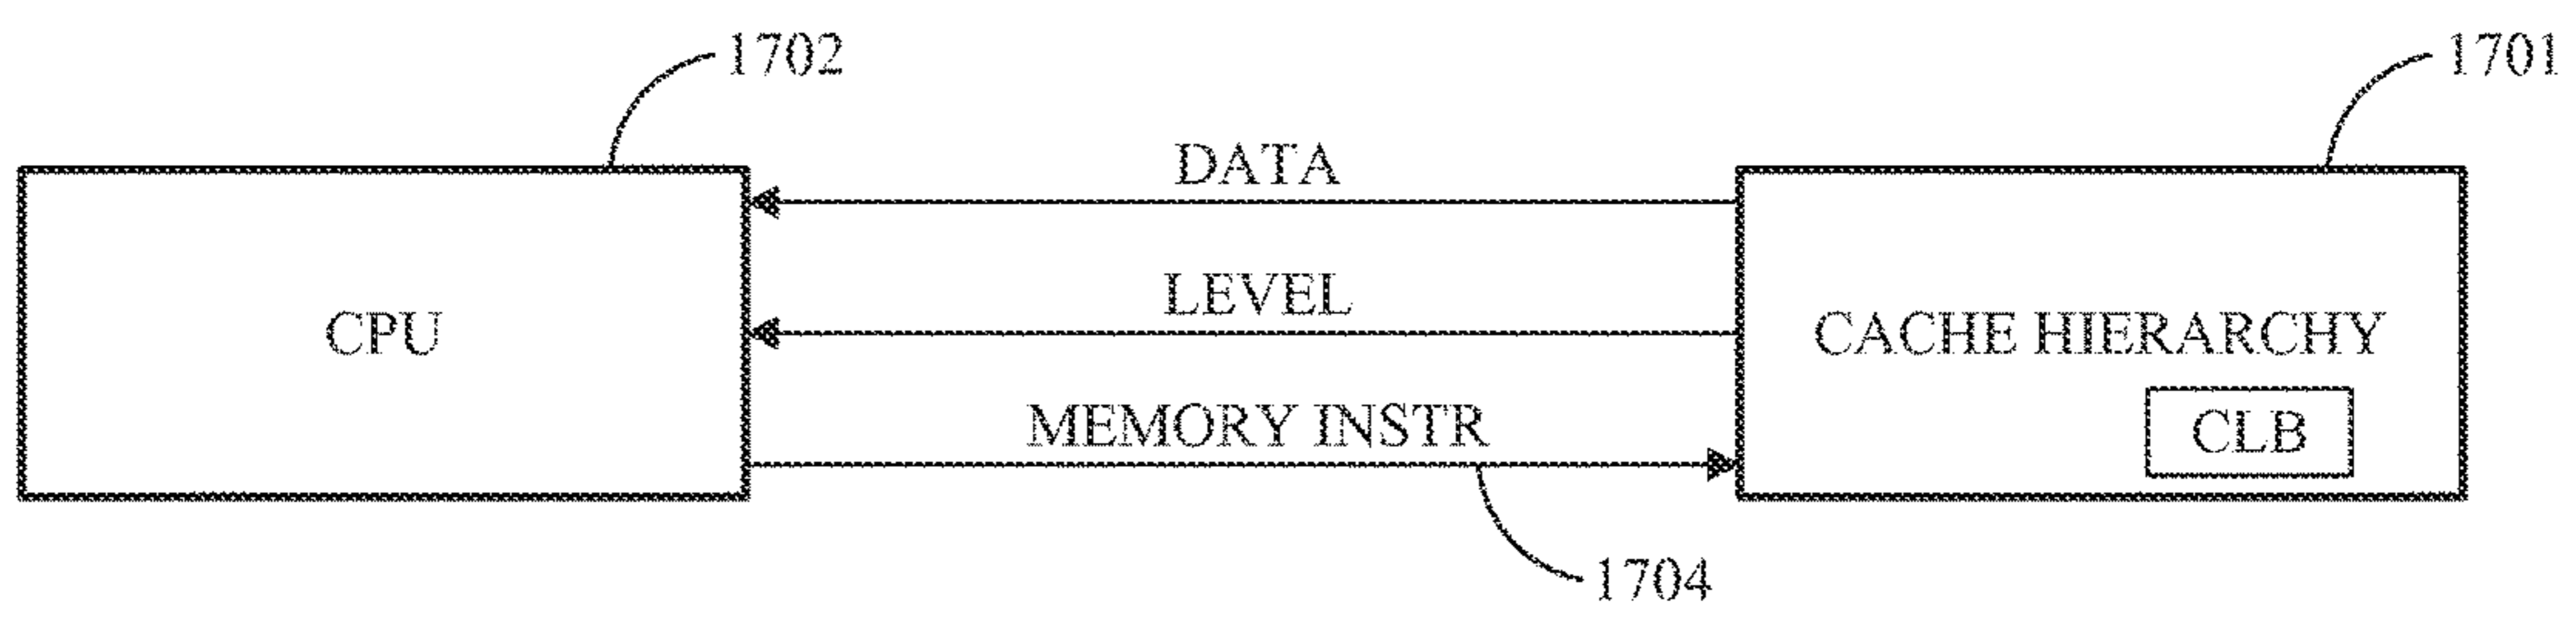 1702
1701
DATA
LEVEL
CPU
CACHE HIERARCHY
MEMORY INSTR
CLB
1704